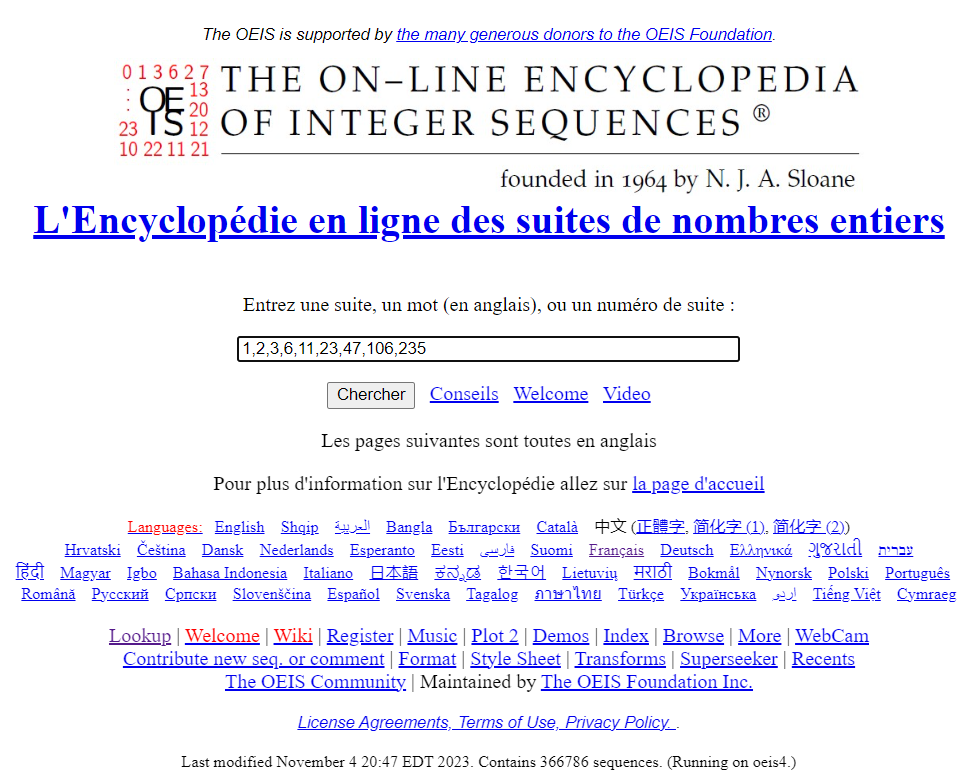 The OEIS is supported by the many generous donors to the OEIS Foundation.
0 1 3 6 2 7
: OE 13
: IS 20
23 12
10 22 11 21
THE ON-LINE ENCYCLOPEDIA
OF INTEGER SEQUENCES ®
founded in 1964 by N. J. A. Sloane
L'Encyclopédie en ligne des suites de nombres entiers
Entrez une suite, un mot (en anglais), ou un numéro de suite :
1,2,3,6,11,23,47,106,235
Chercher Conseils Welcome Video
Les pages suivantes sont toutes en anglais
Pour plus d'information sur l'Encyclopédie allez sur la page d'accueil
Languages: English Shqip العربية Bangla Български Català 中文 (正體字, 简化字 (1), 简化字 (2))
Hrvatski Čeština Dansk Nederlands Esperanto Eesti فارسی Suomi Français Deutsch Ελληνικά ગુજરાતી עברית
हिंदी Magyar Igbo Bahasa Indonesia Italiano 日本語 ಕನ್ನಡ 한국어 Lietuvių मराठी Bokmål Nynorsk Polski Português
Română Русский Српски Slovenščina Español Svenska Tagalog ภาษาไทย Türkçe Українська اردو Tiếng Việt Cymraeg
Lookup | Welcome | Wiki | Register | Music | Plot 2 | Demos | Index | Browse | More | WebCam
Contribute new seq. or comment | Format | Style Sheet | Transforms | Superseeker | Recents
The OEIS Community | Maintained by The OEIS Foundation Inc.
License Agreements, Terms of Use, Privacy Policy. .
Last modified November 4 20:47 EDT 2023. Contains 366786 sequences. (Running on oeis4.)